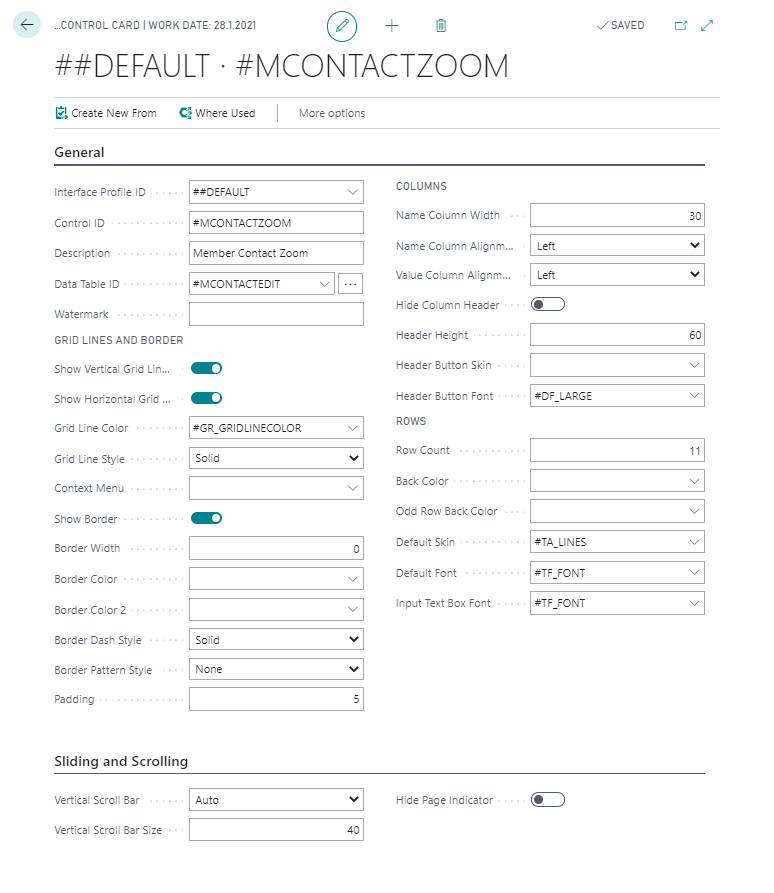 ...CONTROL CARD | WORK DATE: 28.1.2021
SAVED
##DEFAULT · #MCONTACTZOOM
Create New From
Where Used
More options
General
Interface Profile ID
##DEFAULT
Control ID
#MCONTACTZOOM
Description
Member Contact Zoom
Data Table ID
#MCONTACTEDIT
...
Watermark
GRID LINES AND BORDER
Show Vertical Grid Lin...
Show Horizontal Grid ...
Grid Line Color
#GR_GRIDLINECOLOR
Grid Line Style
Solid
Context Menu
Show Border
Border Width
0
Border Color
Border Color 2
Border Dash Style
Solid
Border Pattern Style
None
Padding
5
COLUMNS
Name Column Width
30
Name Column Alignm...
Left
Value Column Alignm...
Left
Hide Column Header
Header Height
60
Header Button Skin
Header Button Font
#DF_LARGE
ROWS
Row Count
11
Back Color
Odd Row Back Color
Default Skin
#TA_LINES
Default Font
#TF_FONT
Input Text Box Font
#TF_FONT
Sliding and Scrolling
Vertical Scroll Bar
Auto
Vertical Scroll Bar Size
40
Hide Page Indicator